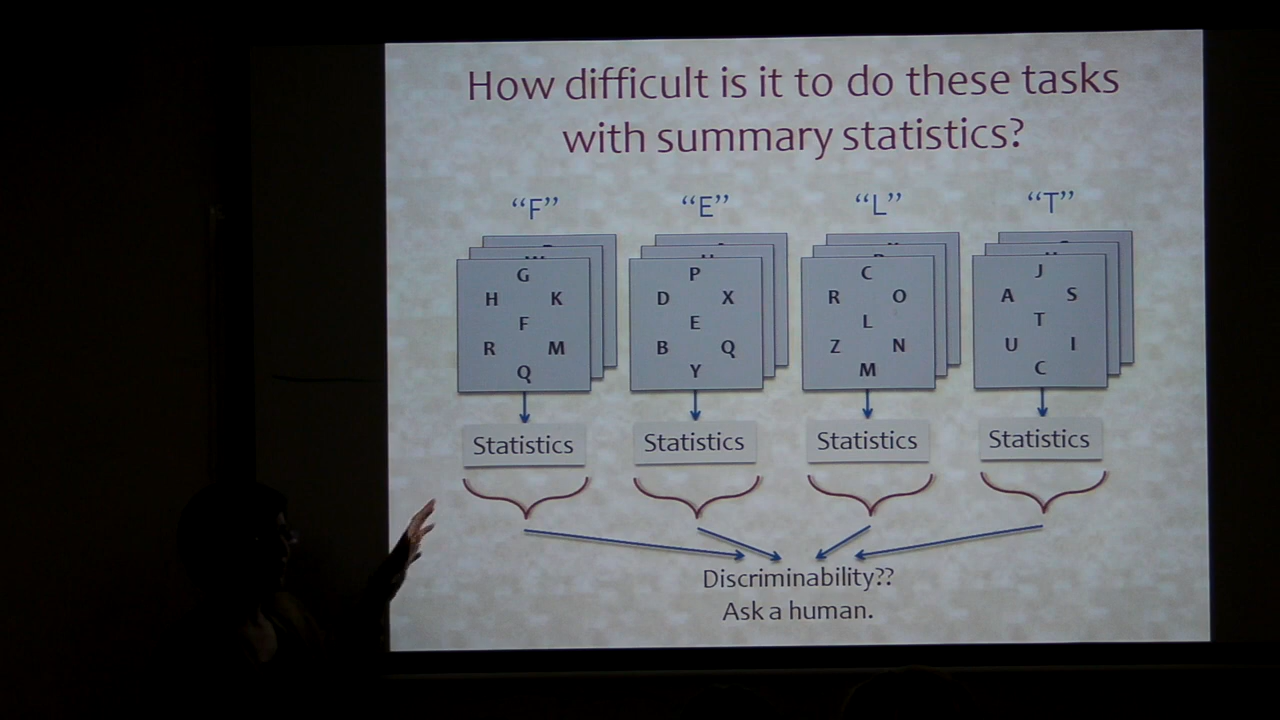 How difficult is it to do these tasks
with summary statistics?
“F” “E” “L” “T”
G P C J
H K D X R O A S
F E L T
R M B Q Z N U I
Q Y M C
Statistics Statistics Statistics Statistics
Discriminability??
Ask a human.